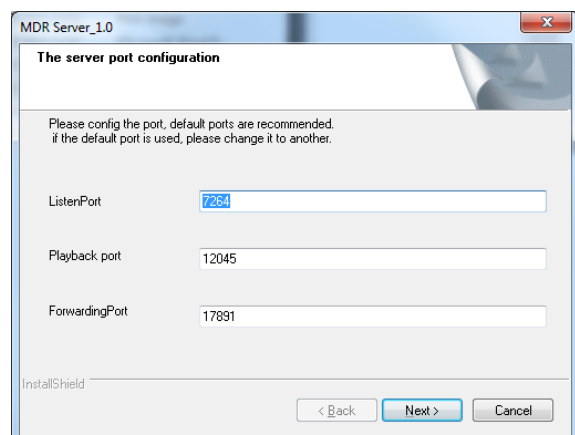 MDR Server_1.0
The server port configuration
Please config the port, default ports are recommended.
if the default port is used, please change it to another.
ListenPort 7264
Playback port 12045
ForwardingPort 17891
InstallShield
< Back Next > Cancel